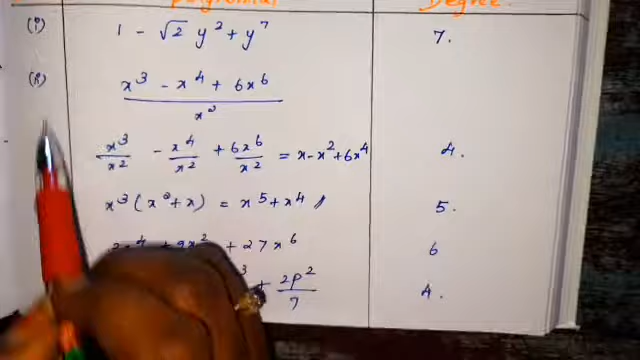 Polynomial Degree
(i) 1 - √2 y² + y⁷ 7.
(ii) x³ - x⁴ + 6x⁶
x²
x³/x² - x⁴/x² + 6x⁶/x² = x - x² + 6x⁴ 4.
x³ (x² + x) = x⁵ + x⁴ 5.
+ 27x⁶ 6
+ 2p²/7 4.